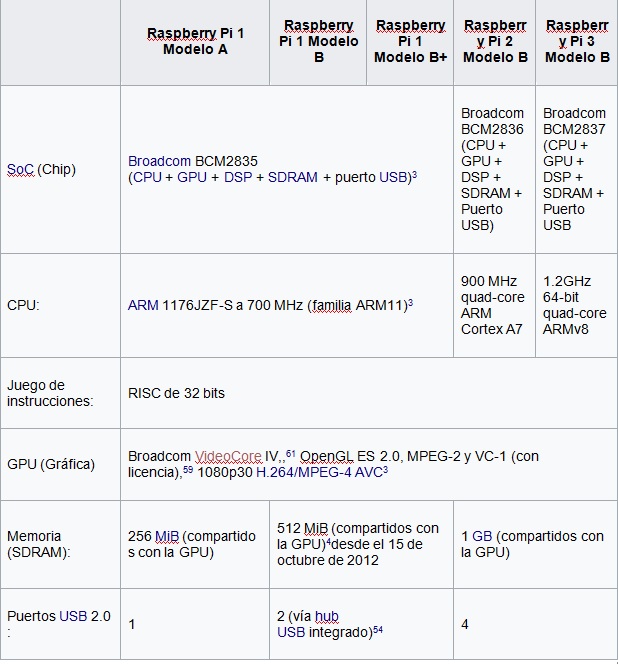 Raspberry Pi 1
Modelo A
Raspberry
Pi 1 Modelo
B
Raspberry
Pi 1
Modelo B+
Raspberr
y Pi 2
Modelo B
Raspberr
y Pi 3
Modelo B
SoC (Chip)
Broadcom BCM2835
(CPU + GPU + DSP + SDRAM + puerto USB)³
Broadcom
BCM2836
(CPU +
GPU +
DSP +
SDRAM +
Puerto
USB)
Broadcom
BCM2837
(CPU +
GPU +
DSP +
SDRAM +
Puerto
USB
CPU:
ARM 1176JZF-S a 700 MHz (familia ARM11)³
900 MHz
quad-core
ARM
Cortex A7
1.2GHz
64-bit
quad-core
ARMv8
Juego de
instrucciones:
RISC de 32 bits
GPU (Gráfica)
Broadcom VideoCore IV,,⁶¹ OpenGL ES 2.0, MPEG-2 y VC-1 (con
licencia),⁵⁹ 1080p30 H.264/MPEG-4 AVC³
Memoria
(SDRAM):
256 MiB (compartido
s con la GPU)
512 MiB (compartidos con
la GPU)⁴desde el 15 de
octubre de 2012
1 GB (compartidos con
la GPU)
Puertos USB 2.0
:
1
2 (vía hub
USB integrado)⁵⁴
4